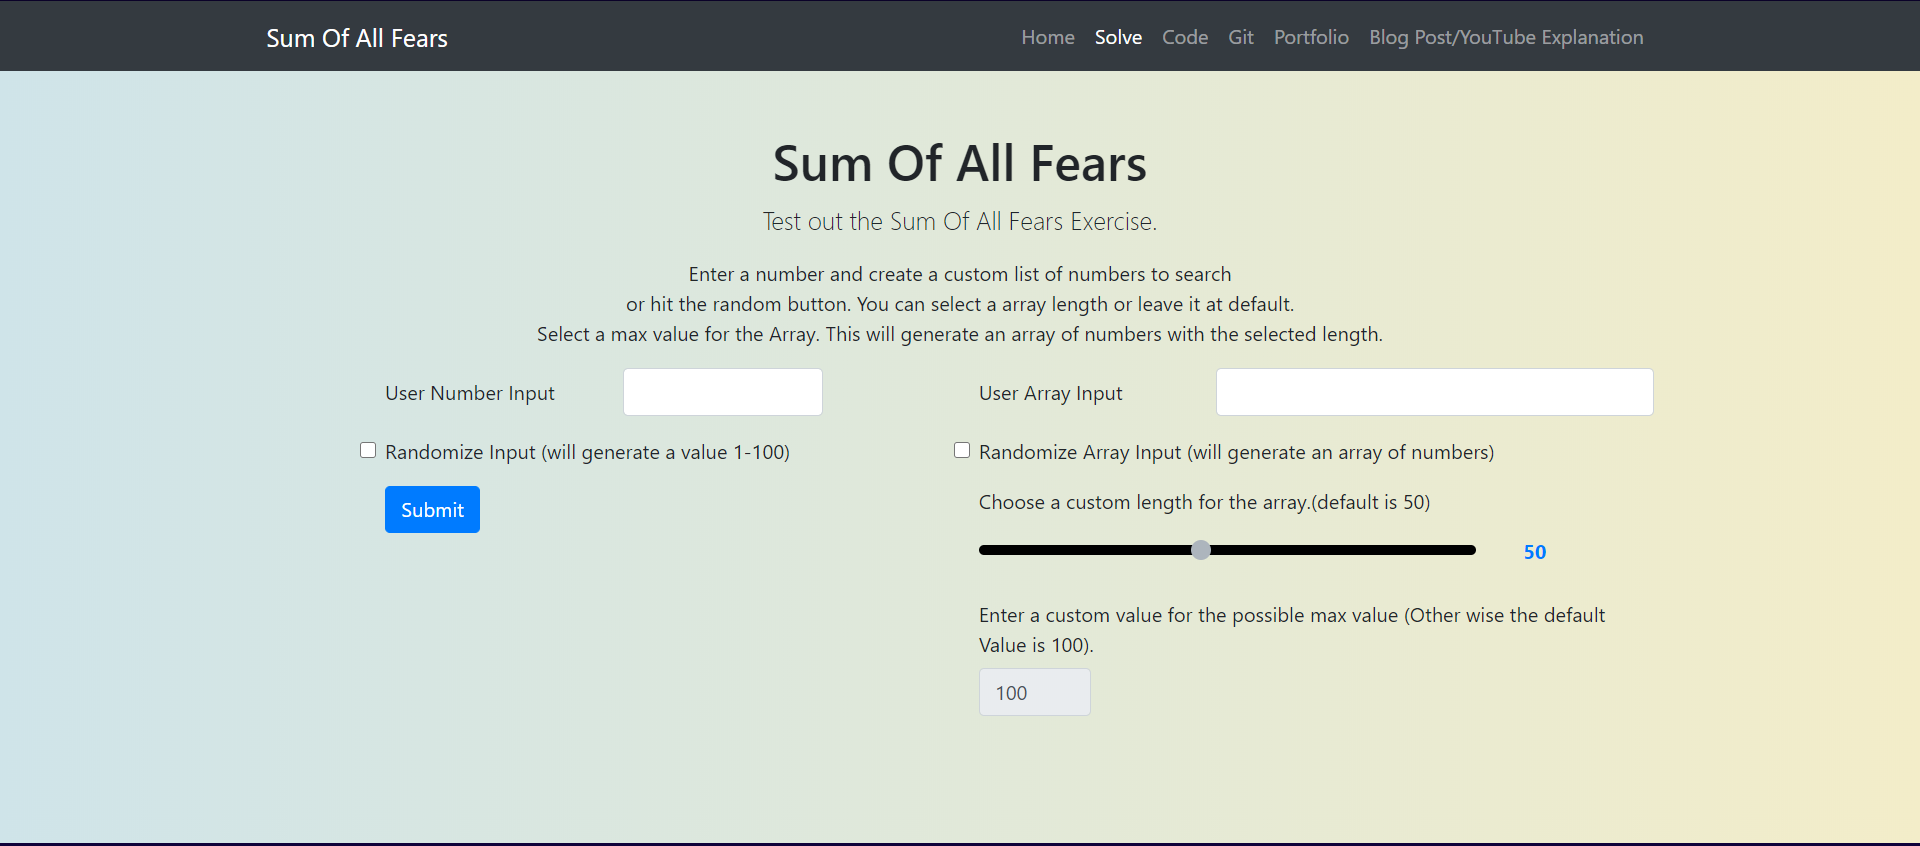 Sum Of All Fears
Home Solve Code Git Portfolio Blog Post/YouTube Explanation
Sum Of All Fears
Test out the Sum Of All Fears Exercise.
Enter a number and create a custom list of numbers to search
or hit the random button. You can select a array length or leave it at default.
Select a max value for the Array. This will generate an array of numbers with the selected length.
User Number Input
Randomize Input (will generate a value 1-100)
Submit
User Array Input
Randomize Array Input (will generate an array of numbers)
Choose a custom length for the array.(default is 50)
50
Enter a custom value for the possible max value (Other wise the default
Value is 100).
100